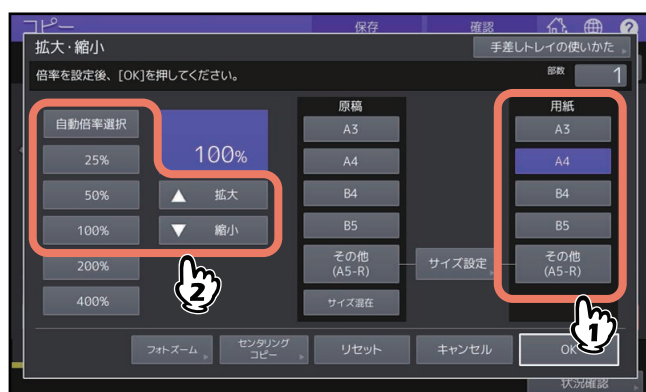 コピー
保存
確認
?
拡大・縮小
手差しトレイの使いかた
倍率を設定後、[OK]を押してください。
部数
1
自動倍率選択
25%
50%
100%
200%
400%
100%
拡大
縮小
2
原稿
A3
A4
B4
B5
その他
(A5-R)
サイズ混在
サイズ設定
用紙
A3
A4
B4
B5
その他
(A5-R)
1
フォトズーム
センタリング
コピー
リセット
キャンセル
OK
状況確認